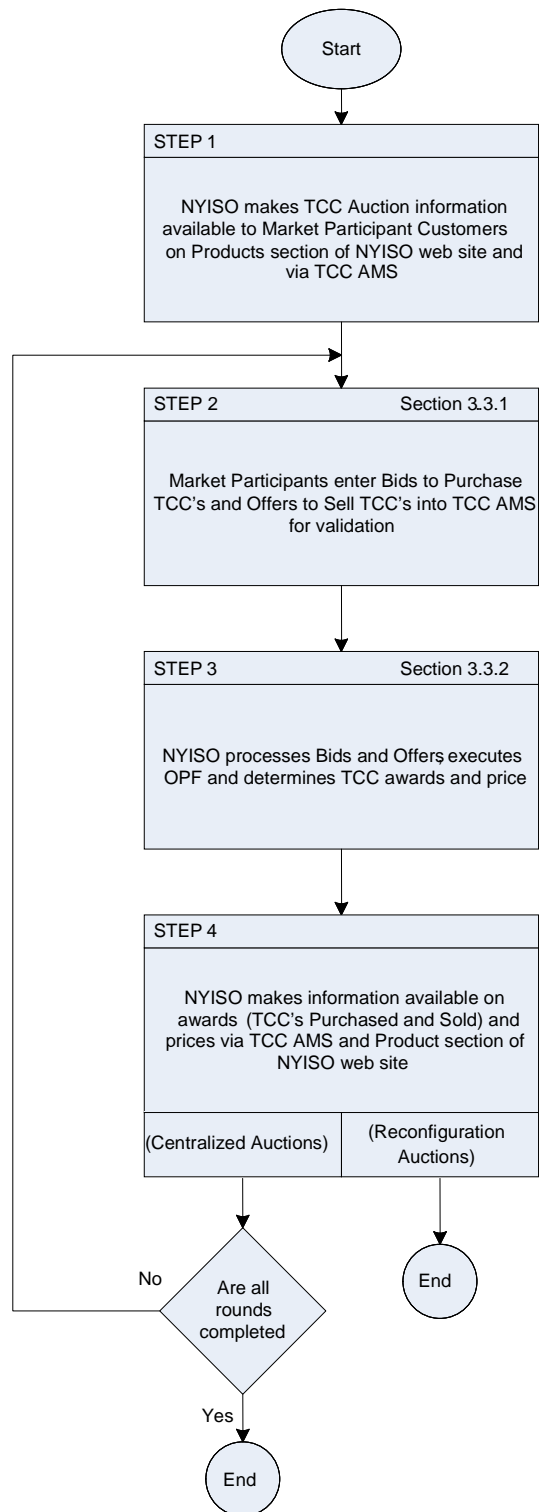 Start
STEP 1
NYISO makes TCC Auction information
available to Market Participant Customers
on Products section of NYISO web site and
via TCC AMS
STEP 2 Section 3.3.1
Market Participants enter Bids to Purchase
TCC's and Offers to Sell TCC's into TCC AMS
for validation
STEP 3 Section 3.3.2
NYISO processes Bids and Offers, executes
OPF and determines TCC awards and price
STEP 4
NYISO makes information available on
awards (TCC's Purchased and Sold) and
prices via TCC AMS and Product section of
NYISO web site
(Centralized Auctions)
(Reconfiguration
Auctions)
No
Are all
rounds
completed
End
Yes
End